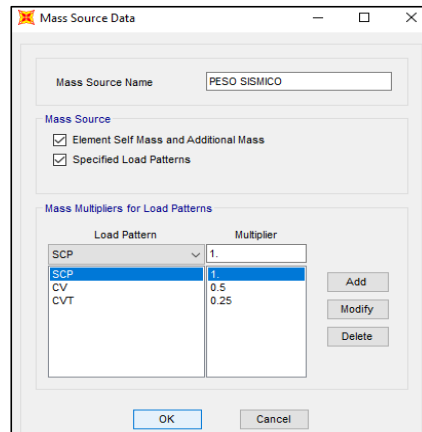 Mass Source Data
Mass Source Name PESO SISMICO
Mass Source
Element Self Mass and Additional Mass
Specified Load Patterns
Mass Multipliers for Load Patterns
Load Pattern Multiplier
SCP 1.
SCP 1.
CV 0.5
CVT 0.25
Add
Modify
Delete
OK Cancel